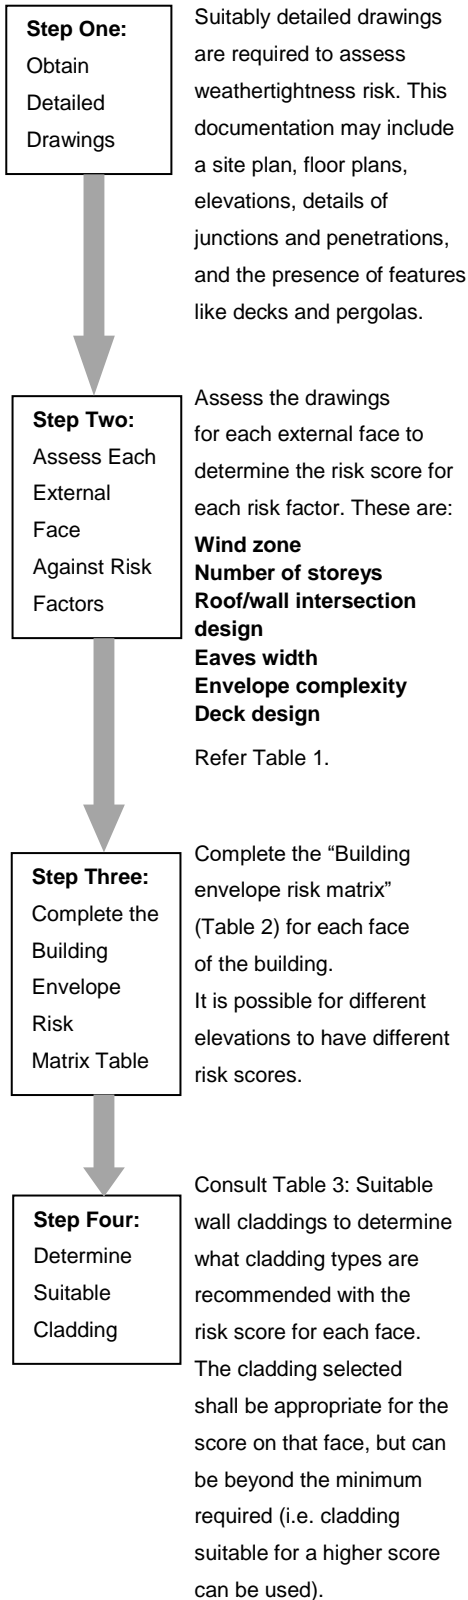 Step One:
Obtain
Detailed
Drawings
Suitably detailed drawings
are required to assess
weathertightness risk. This
documentation may include
a site plan, floor plans,
elevations, details of
junctions and penetrations,
and the presence of features
like decks and pergolas.
Step Two:
Assess Each
External
Face
Against Risk
Factors
Assess the drawings
for each external face to
determine the risk score for
each risk factor. These are:
Wind zone
Number of storeys
Roof/wall intersection
design
Eaves width
Envelope complexity
Deck design
Refer Table 1.
Step Three:
Complete the
Building
Envelope
Risk
Matrix Table
Complete the “Building
envelope risk matrix”
(Table 2) for each face
of the building.
It is possible for different
elevations to have different
risk scores.
Step Four:
Determine
Suitable
Cladding
Consult Table 3: Suitable
wall claddings to determine
what cladding types are
recommended with the
risk score for each face.
The cladding selected
shall be appropriate for the
score on that face, but can
be beyond the minimum
required (i.e. cladding
suitable for a higher score
can be used).